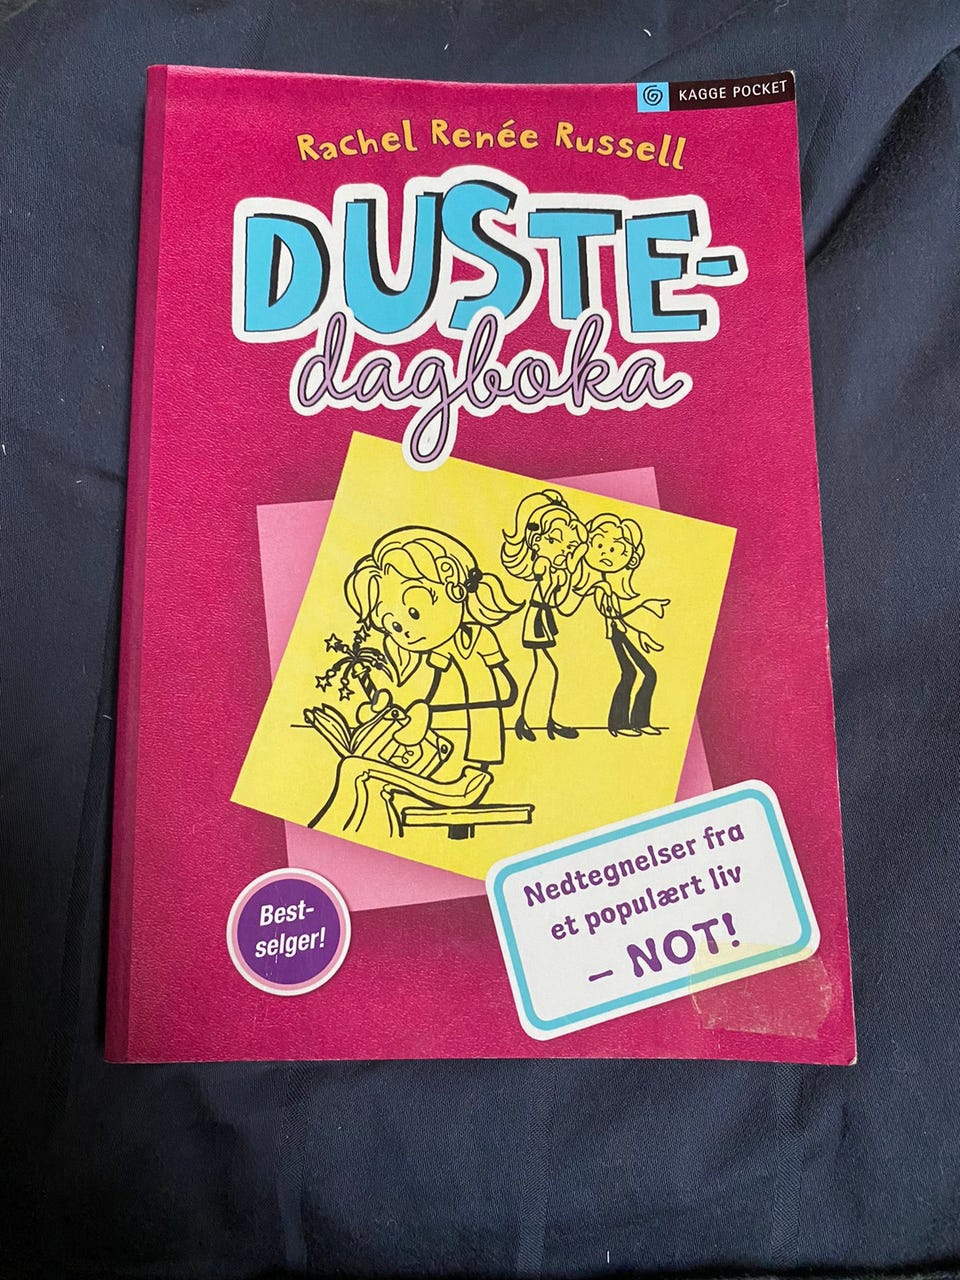 KAGGE POCKET
Rachel Renée Russell
DUSTE-
dagboka
Nedtegnelser fra
et populært liv
– NOT!
Best-
selger!